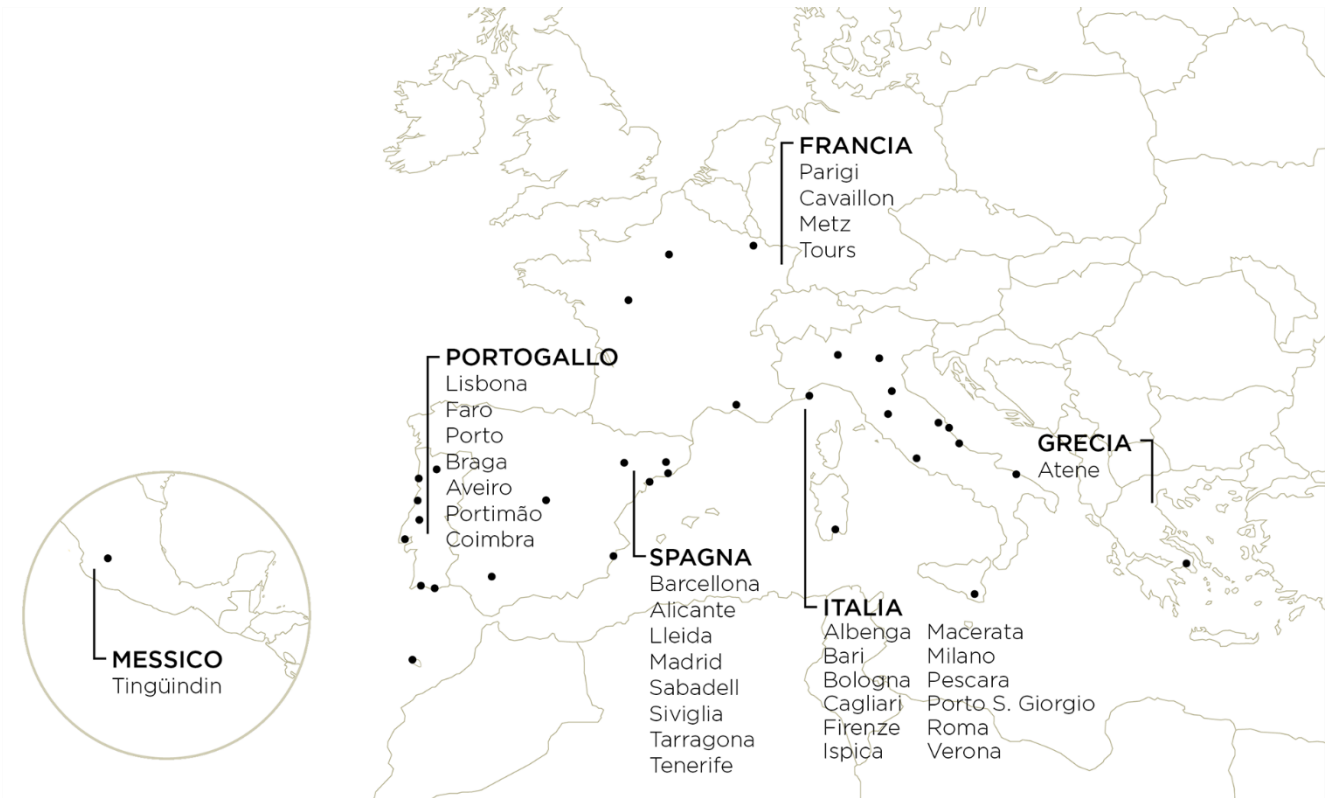 FRANCIA
Parigi
Cavaillon
Metz
Tours
PORTOGALLO
Lisbona
Faro
Porto
Braga
Aveiro
Portimão
Coimbra
GRECIA
Atene
SPAGNA
Barcellona
Alicante
Lleida
Madrid
Sabadell
Siviglia
Tarragona
Tenerife
ITALIA
Albenga Macerata
Bari Milano
Bologna Pescara
Cagliari Porto S. Giorgio
Firenze Roma
Ispica Verona
MESSICO
Tingüindin